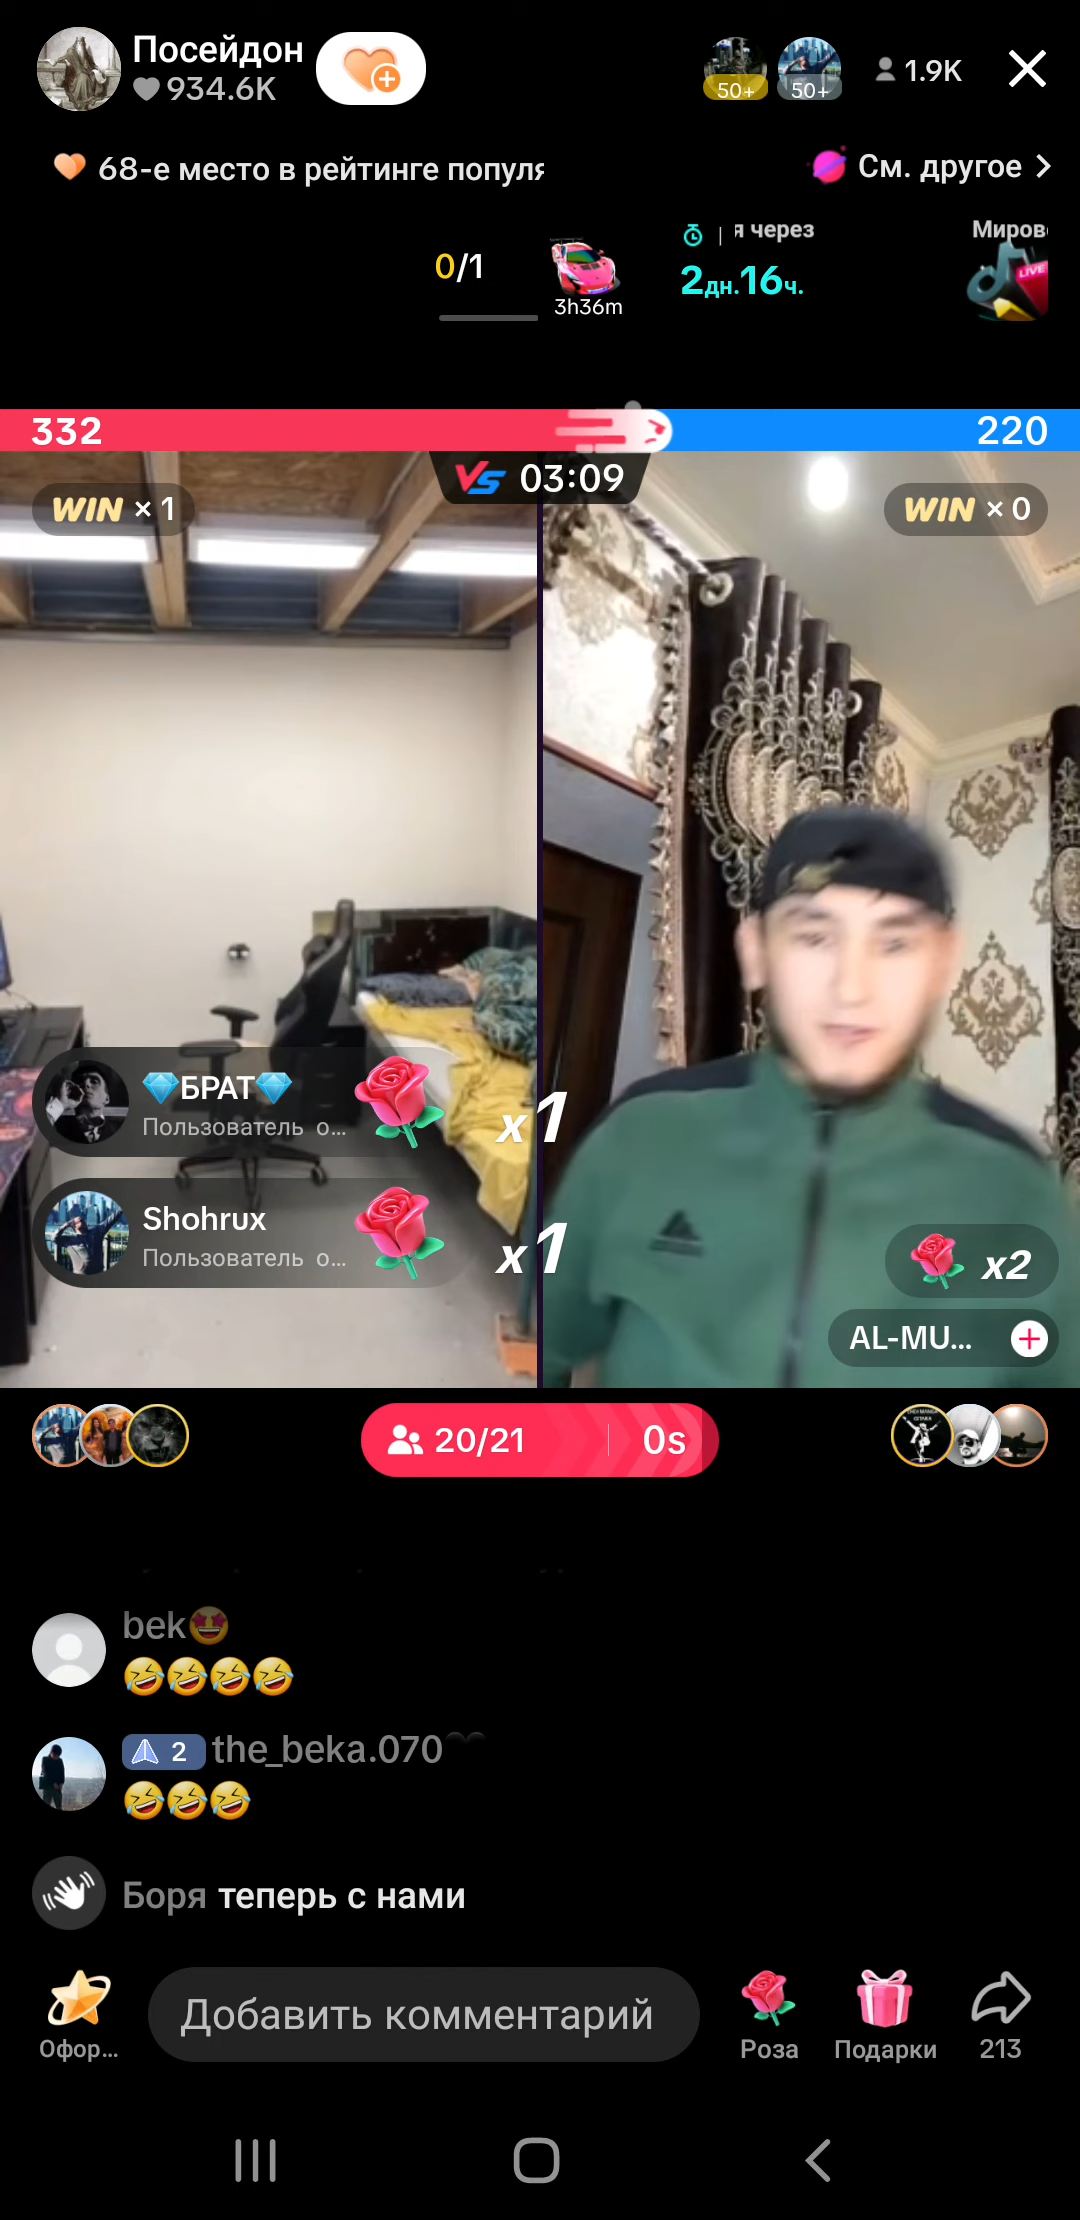 Посейдон
934.6K
50+
50+
1.9K
68-е место в рейтинге популя
См. другое
0/1
3h36m
я через
2дн.16ч.
Миров
LIVE
332
220
VS 03:09
WIN × 1
WIN × 0
БРАТ
Пользователь о...
x1
Shohrux
Пользователь о...
x1
x2
AL-MU...
20/21
0s
bek
2 the_beka.070
Боря теперь с нами
Офор...
Добавить комментарий
Роза
Подарки
213